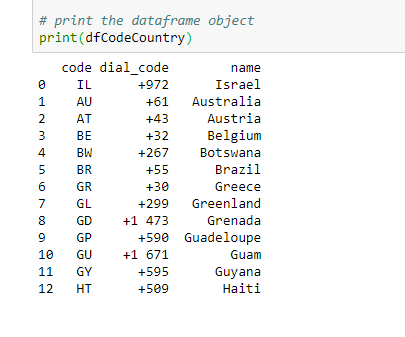 # print the dataframe object
print(dfCodeCountry)
code dial_code name
0 IL +972 Israel
1 AU +61 Australia
2 AT +43 Austria
3 BE +32 Belgium
4 BW +267 Botswana
5 BR +55 Brazil
6 GR +30 Greece
7 GL +299 Greenland
8 GD +1 473 Grenada
9 GP +590 Guadeloupe
10 GU +1 671 Guam
11 GY +595 Guyana
12 HT +509 Haiti